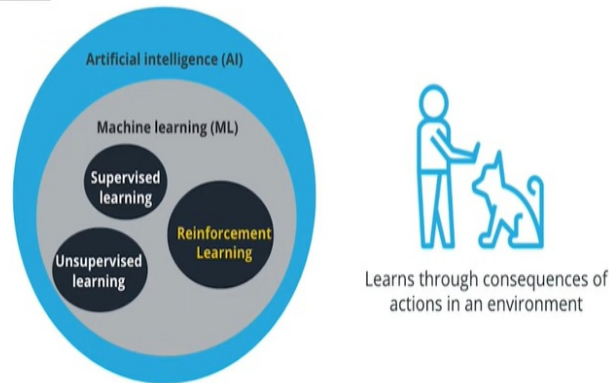 Artificial intelligence (AI)
Machine learning (ML)
Supervised
learning
Reinforcement
Learning
Unsupervised
learning
Learns through consequences of
actions in an environment